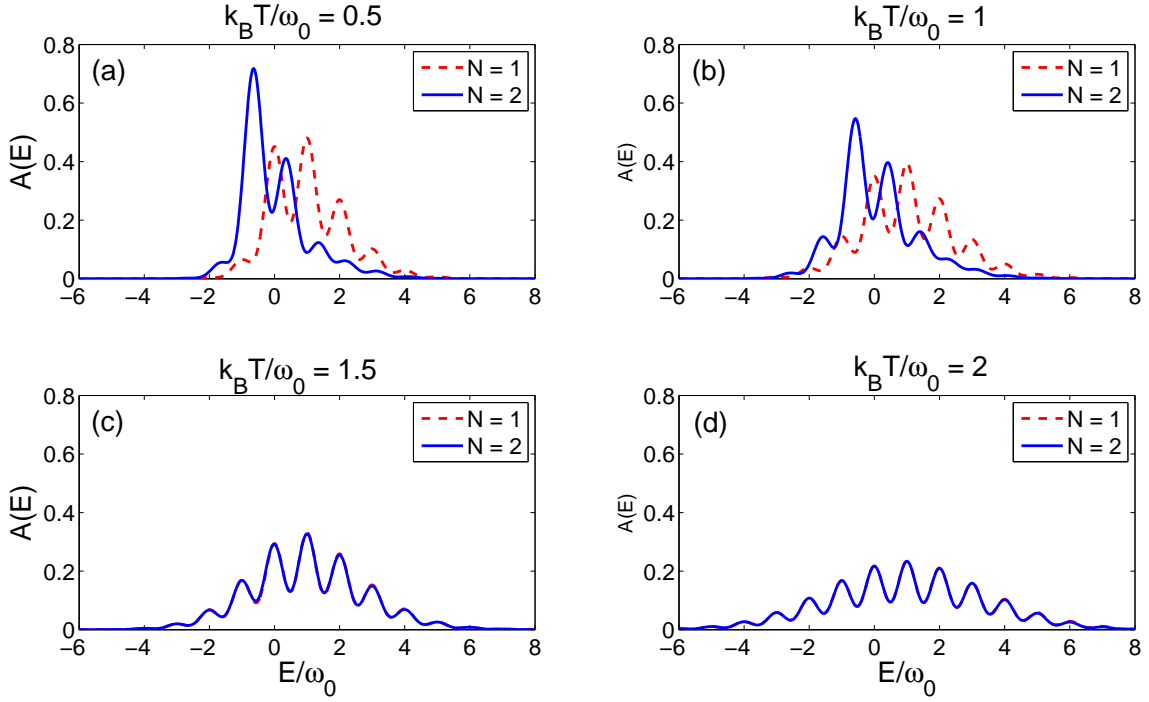 k_BT/ω_0 = 0.5
(a)
N = 1
N = 2
A(E)
0.8
0.6
0.4
0.2
0
−6 −4 −2 0 2 4 6 8
k_BT/ω_0 = 1
(b)
N = 1
N = 2
A(E)
0.8
0.6
0.4
0.2
0
−6 −4 −2 0 2 4 6 8
k_BT/ω_0 = 1.5
(c)
N = 1
N = 2
A(E)
0.8
0.6
0.4
0.2
0
−6 −4 −2 0 2 4 6 8
E/ω_0
k_BT/ω_0 = 2
(d)
N = 1
N = 2
A(E)
0.8
0.6
0.4
0.2
0
−6 −4 −2 0 2 4 6 8
E/ω_0